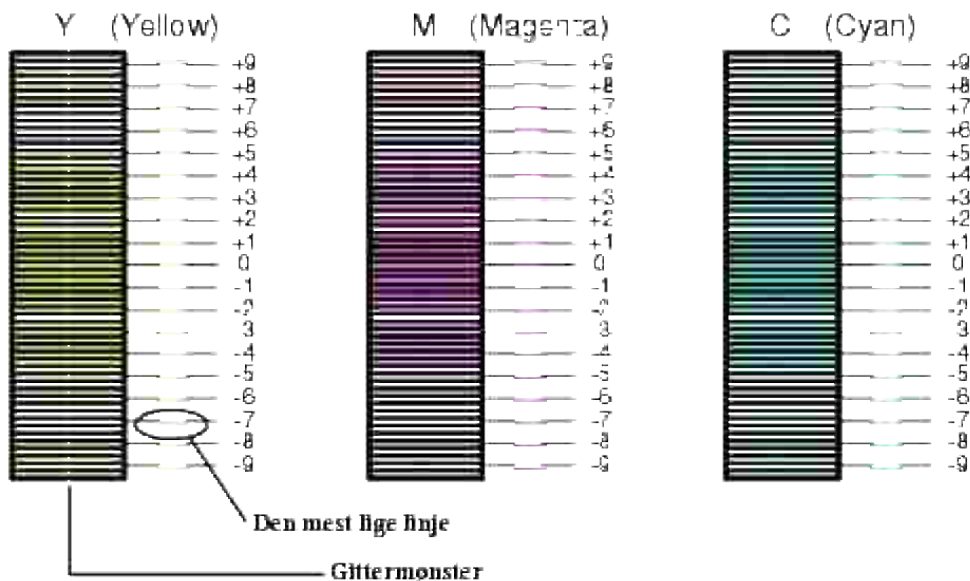 Y (Yellow) M (Magenta) C (Cyan)
+9 +9 +9
+8 +8 +8
+7 +7 +7
+6 +6 +6
+5 +5 +5
+4 +4 +4
+3 +3 +3
+2 +2 +2
+1 +1 +1
0 0 0
-1 -1 -1
-2 -2 -2
-3 -3 -3
-4 -4 -4
-5 -5 -5
-6 -6 -6
-7 -7 -7
-8 -8 -8
-9 -9 -9
Den mest lige linje
Gittermønster